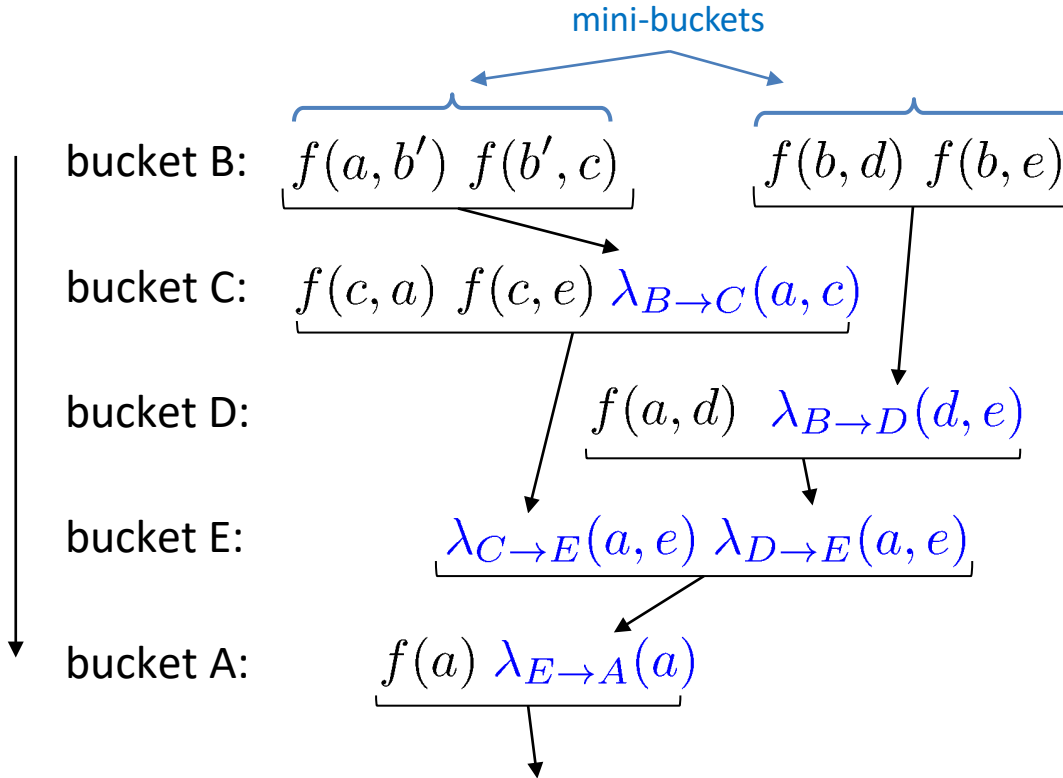 mini-buckets
bucket B: f(a, b′) f(b′, c) f(b, d) f(b, e)
bucket C: f(c, a) f(c, e) λ_{B→C}(a, c)
bucket D: f(a, d) λ_{B→D}(d, e)
bucket E: λ_{C→E}(a, e) λ_{D→E}(a, e)
bucket A: f(a) λ_{E→A}(a)